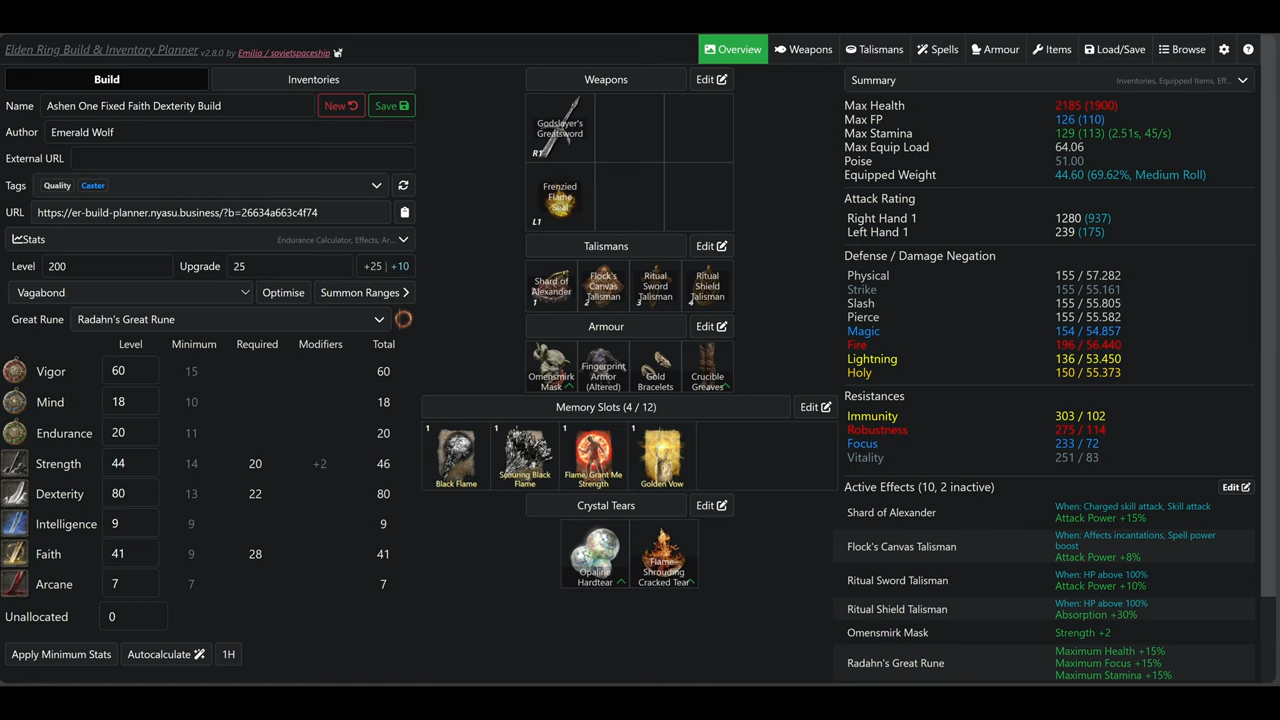 Elden Ring Build & Inventory Planner v2.8.0 by Emilia / sovietspaceship
Overview Weapons Talismans Spells Armour Items Load/Save Browse
Build Inventories
Name Ashen One Fixed Faith Dexterity Build New Save
Author Emerald Wolf
External URL
Tags Quality Caster
URL https://er-build-planner.nyasu.business/?b=26634a663c4f74
Stats Endurance Calculator, Effects, Ar...
Level 200 Upgrade 25 +25 | +10
Vagabond Optimise Summon Ranges
Great Rune Radahn's Great Rune
Level Minimum Required Modifiers Total
Vigor 60 15 60
Mind 18 10 18
Endurance 20 11 20
Strength 44 14 20 +2 46
Dexterity 80 13 22 80
Intelligence 9 9 9
Faith 41 9 28 41
Arcane 7 7 7
Unallocated 0
Apply Minimum Stats Autocalculate 1H
Weapons Edit
Godslayer's
Greatsword
R1
Frenzied
Flame
Seal
L1
Talismans Edit
Shard of
Alexander
1
Flock's
Canvas
Talisman
2
Ritual
Sword
Talisman
3
Ritual
Shield
Talisman
4
Armour Edit
Omensmirk
Mask
Fingerprint
Armor
(Altered)
Gold
Bracelets
Crucible
Greaves
Memory Slots (4 / 12) Edit
1
Black Flame
1
Scouring Black
Flame
1
Flame, Grant Me
Strength
1
Golden Vow
Crystal Tears Edit
Opaline
Hardtear
Flame-
Shrouding
Cracked Tear
Summary Inventories, Equipped Items, Eff...
Max Health 2185 (1900)
Max FP 126 (110)
Max Stamina 129 (113) (2.51s, 45/s)
Max Equip Load 64.06
Poise 51.00
Equipped Weight 44.60 (69.62%, Medium Roll)
Attack Rating
Right Hand 1 1280 (937)
Left Hand 1 239 (175)
Defense / Damage Negation
Physical 155 / 57.282
Strike 155 / 55.161
Slash 155 / 55.805
Pierce 155 / 55.582
Magic 154 / 54.857
Fire 196 / 56.440
Lightning 136 / 53.450
Holy 150 / 55.373
Resistances
Immunity 303 / 102
Robustness 275 / 114
Focus 233 / 72
Vitality 251 / 83
Active Effects (10, 2 inactive) Edit
Shard of Alexander When: Charged skill attack, Skill attack
Attack Power +15%
Flock's Canvas Talisman When: Affects incantations, Spell power
boost
Attack Power +8%
Ritual Sword Talisman When: HP above 100%
Attack Power +10%
Ritual Shield Talisman When: HP above 100%
Absorption +30%
Omensmirk Mask Strength +2
Radahn's Great Rune Maximum Health +15%
Maximum Focus +15%
Maximum Stamina +15%